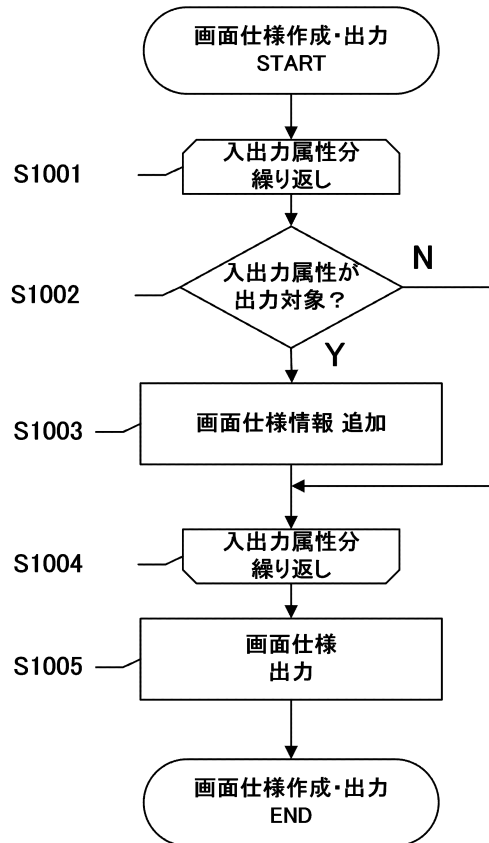 画面仕様作成・出力
START
S1001
入出力属性分
繰り返し
S1002
入出力属性が
出力対象？
N
Y
S1003
画面仕様情報 追加
S1004
入出力属性分
繰り返し
S1005
画面仕様
出力
画面仕様作成・出力
END